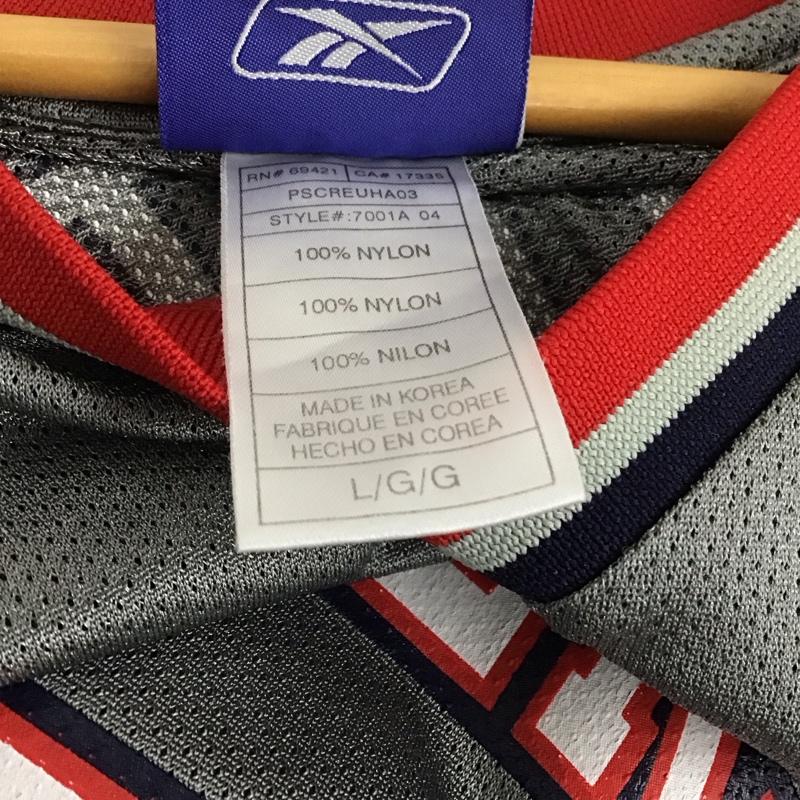 RN# 69421 CA# 17335
PSCREUHA03
STYLE#:7001A 04
100% NYLON
100% NYLON
100% NILON
MADE IN KOREA
FABRIQUE EN COREE
HECHO EN COREA
L/G/G